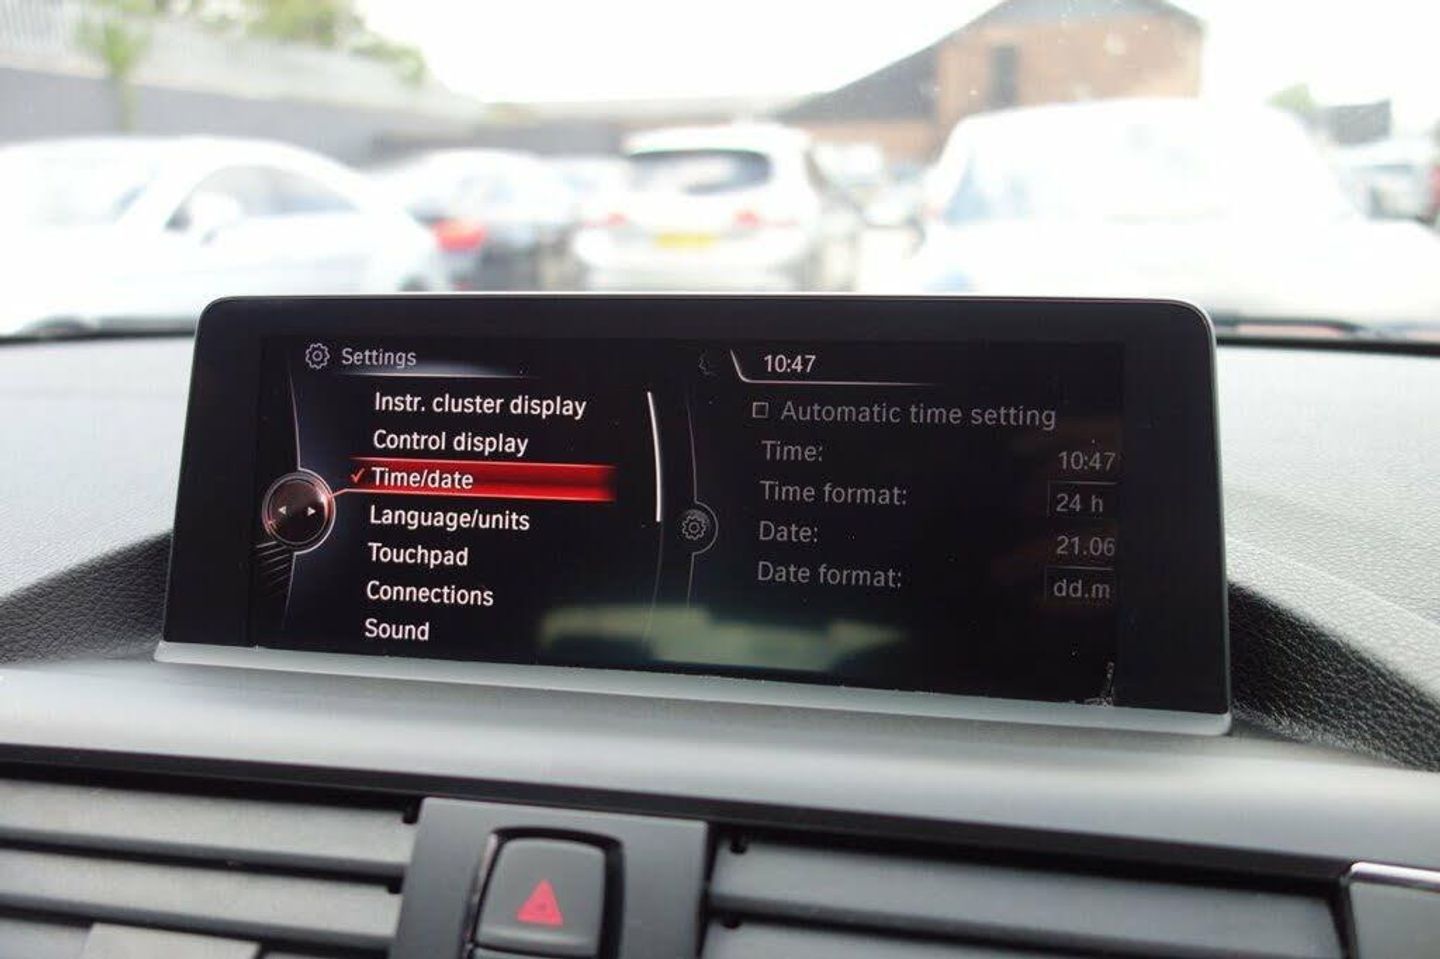 Settings
Instr. cluster display
Control display
Time/date
Language/units
Touchpad
Connections
Sound
10:47
Automatic time setting
Time: 10:47
Time format: 24 h
Date: 21.06
Date format: dd.m